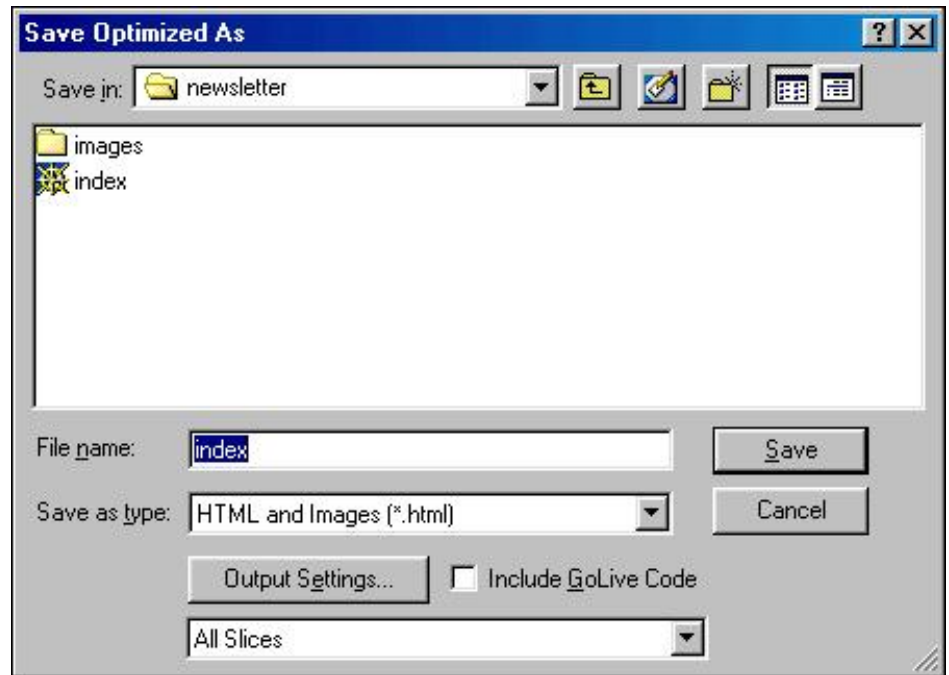 Save Optimized As
Save in: newsletter
images
index
File name: index
Save
Save as type: HTML and Images (*.html)
Cancel
Output Settings... Include GoLive Code
All Slices